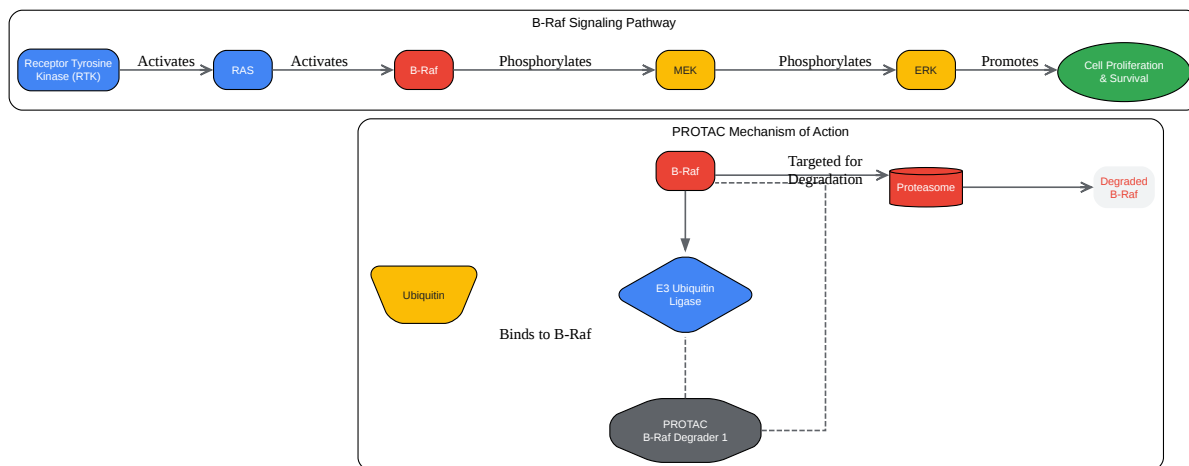 B-Raf Signaling Pathway
Receptor Tyrosine
Kinase (RTK)
Activates
RAS
Activates
B-Raf
Phosphorylates
MEK
Phosphorylates
ERK
Promotes
Cell Proliferation
& Survival
PROTAC Mechanism of Action
B-Raf
Targeted for
Degradation
Proteasome
Degraded
B-Raf
Ubiquitin
E3 Ubiquitin
Ligase
Binds to B-Raf
PROTAC
B-Raf Degrader 1